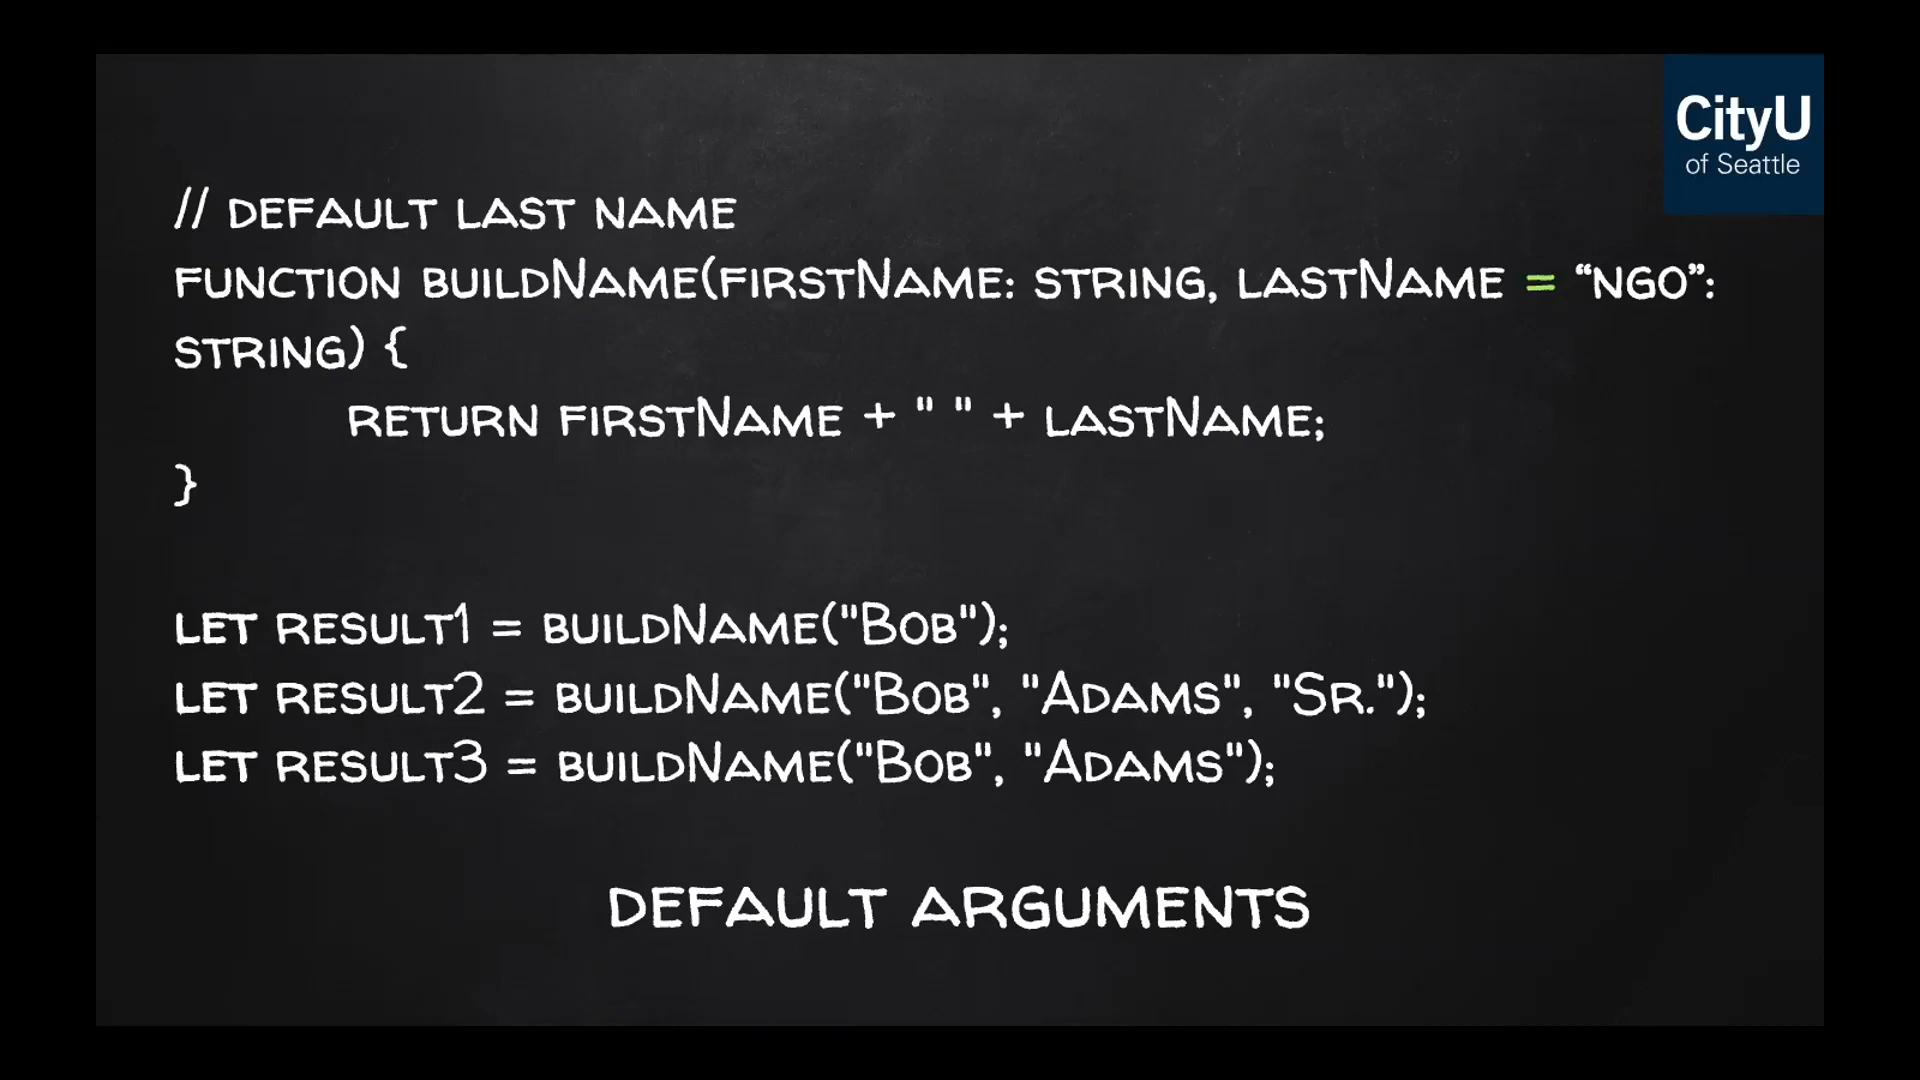 CityU
of Seattle
// default last name
function buildName(firstName: string, lastName = “ngo”:
string) {
return firstName + " " + lastName;
}
let result1 = buildName("Bob");
let result2 = buildName("Bob", "Adams", "Sr.");
let result3 = buildName("Bob", "Adams");
default arguments